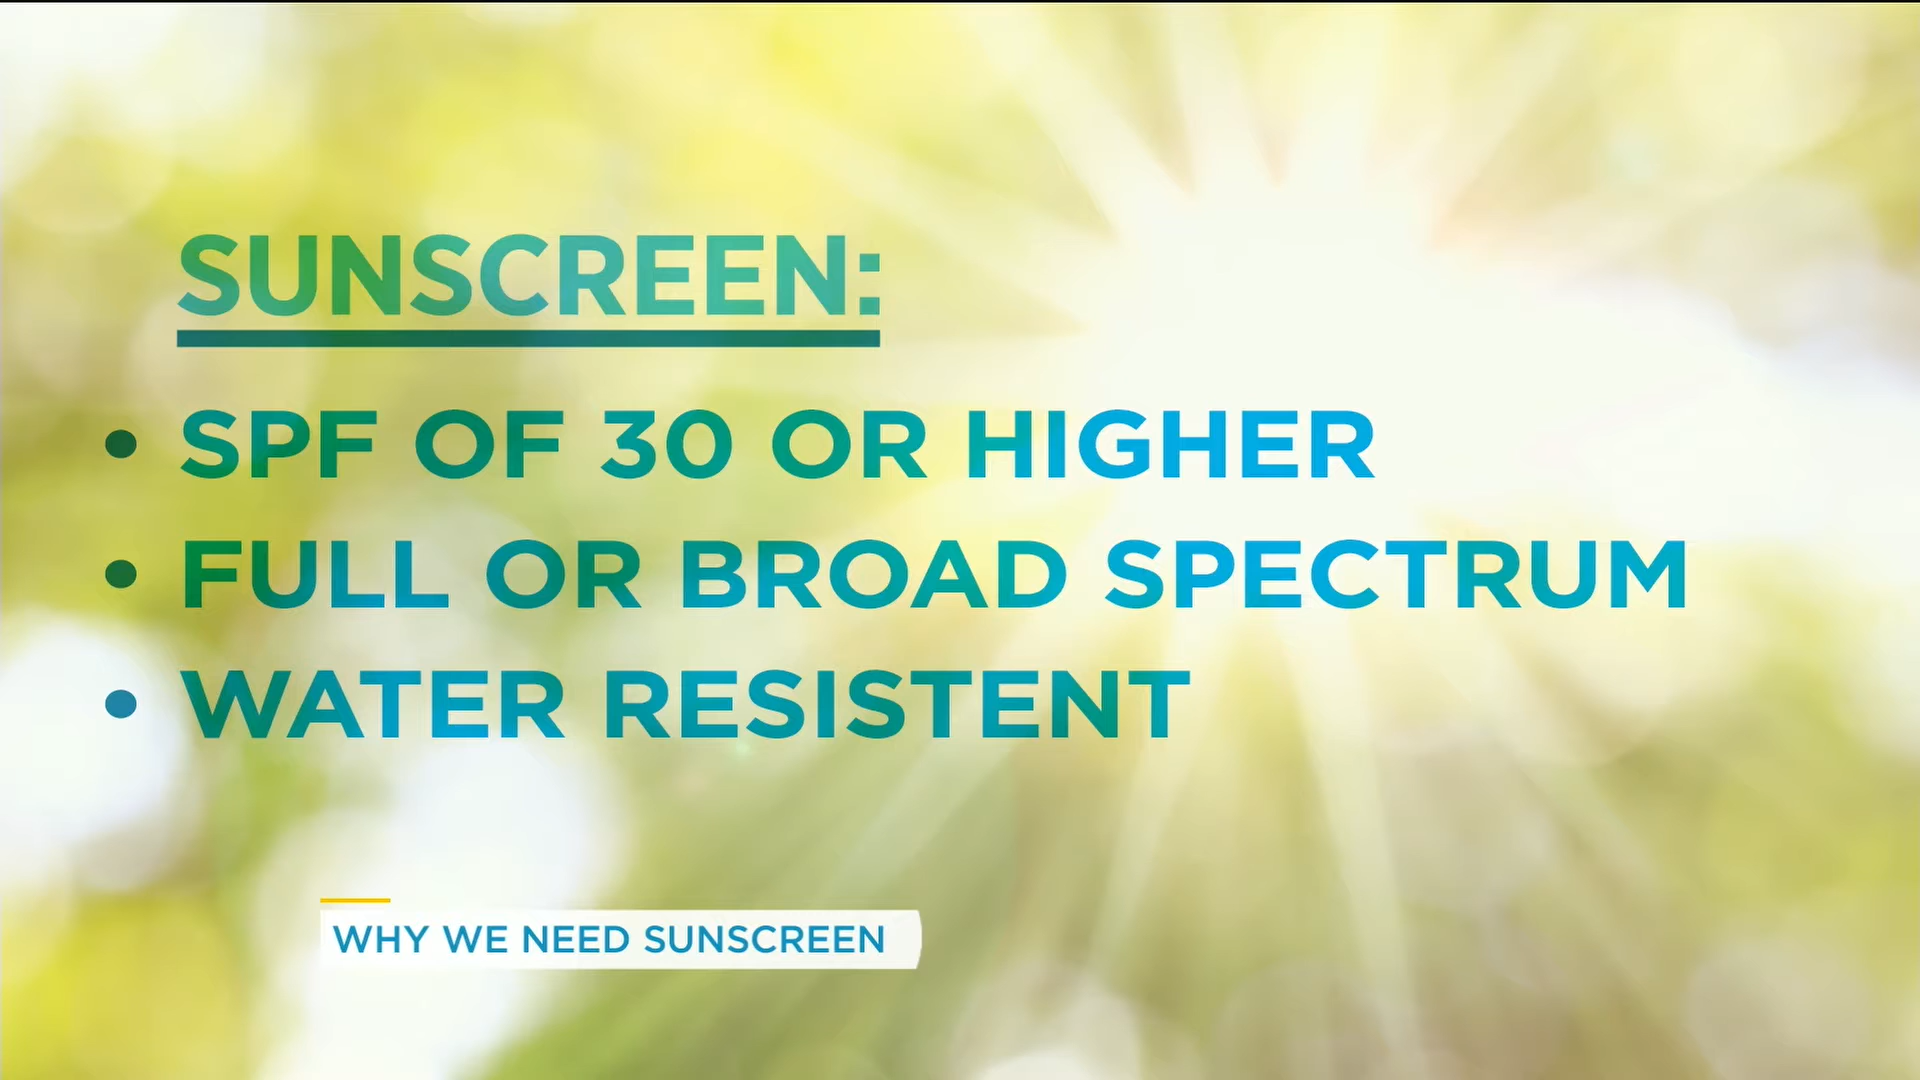 SUNSCREEN:
• SPF OF 30 OR HIGHER
• FULL OR BROAD SPECTRUM
• WATER RESISTENT
WHY WE NEED SUNSCREEN